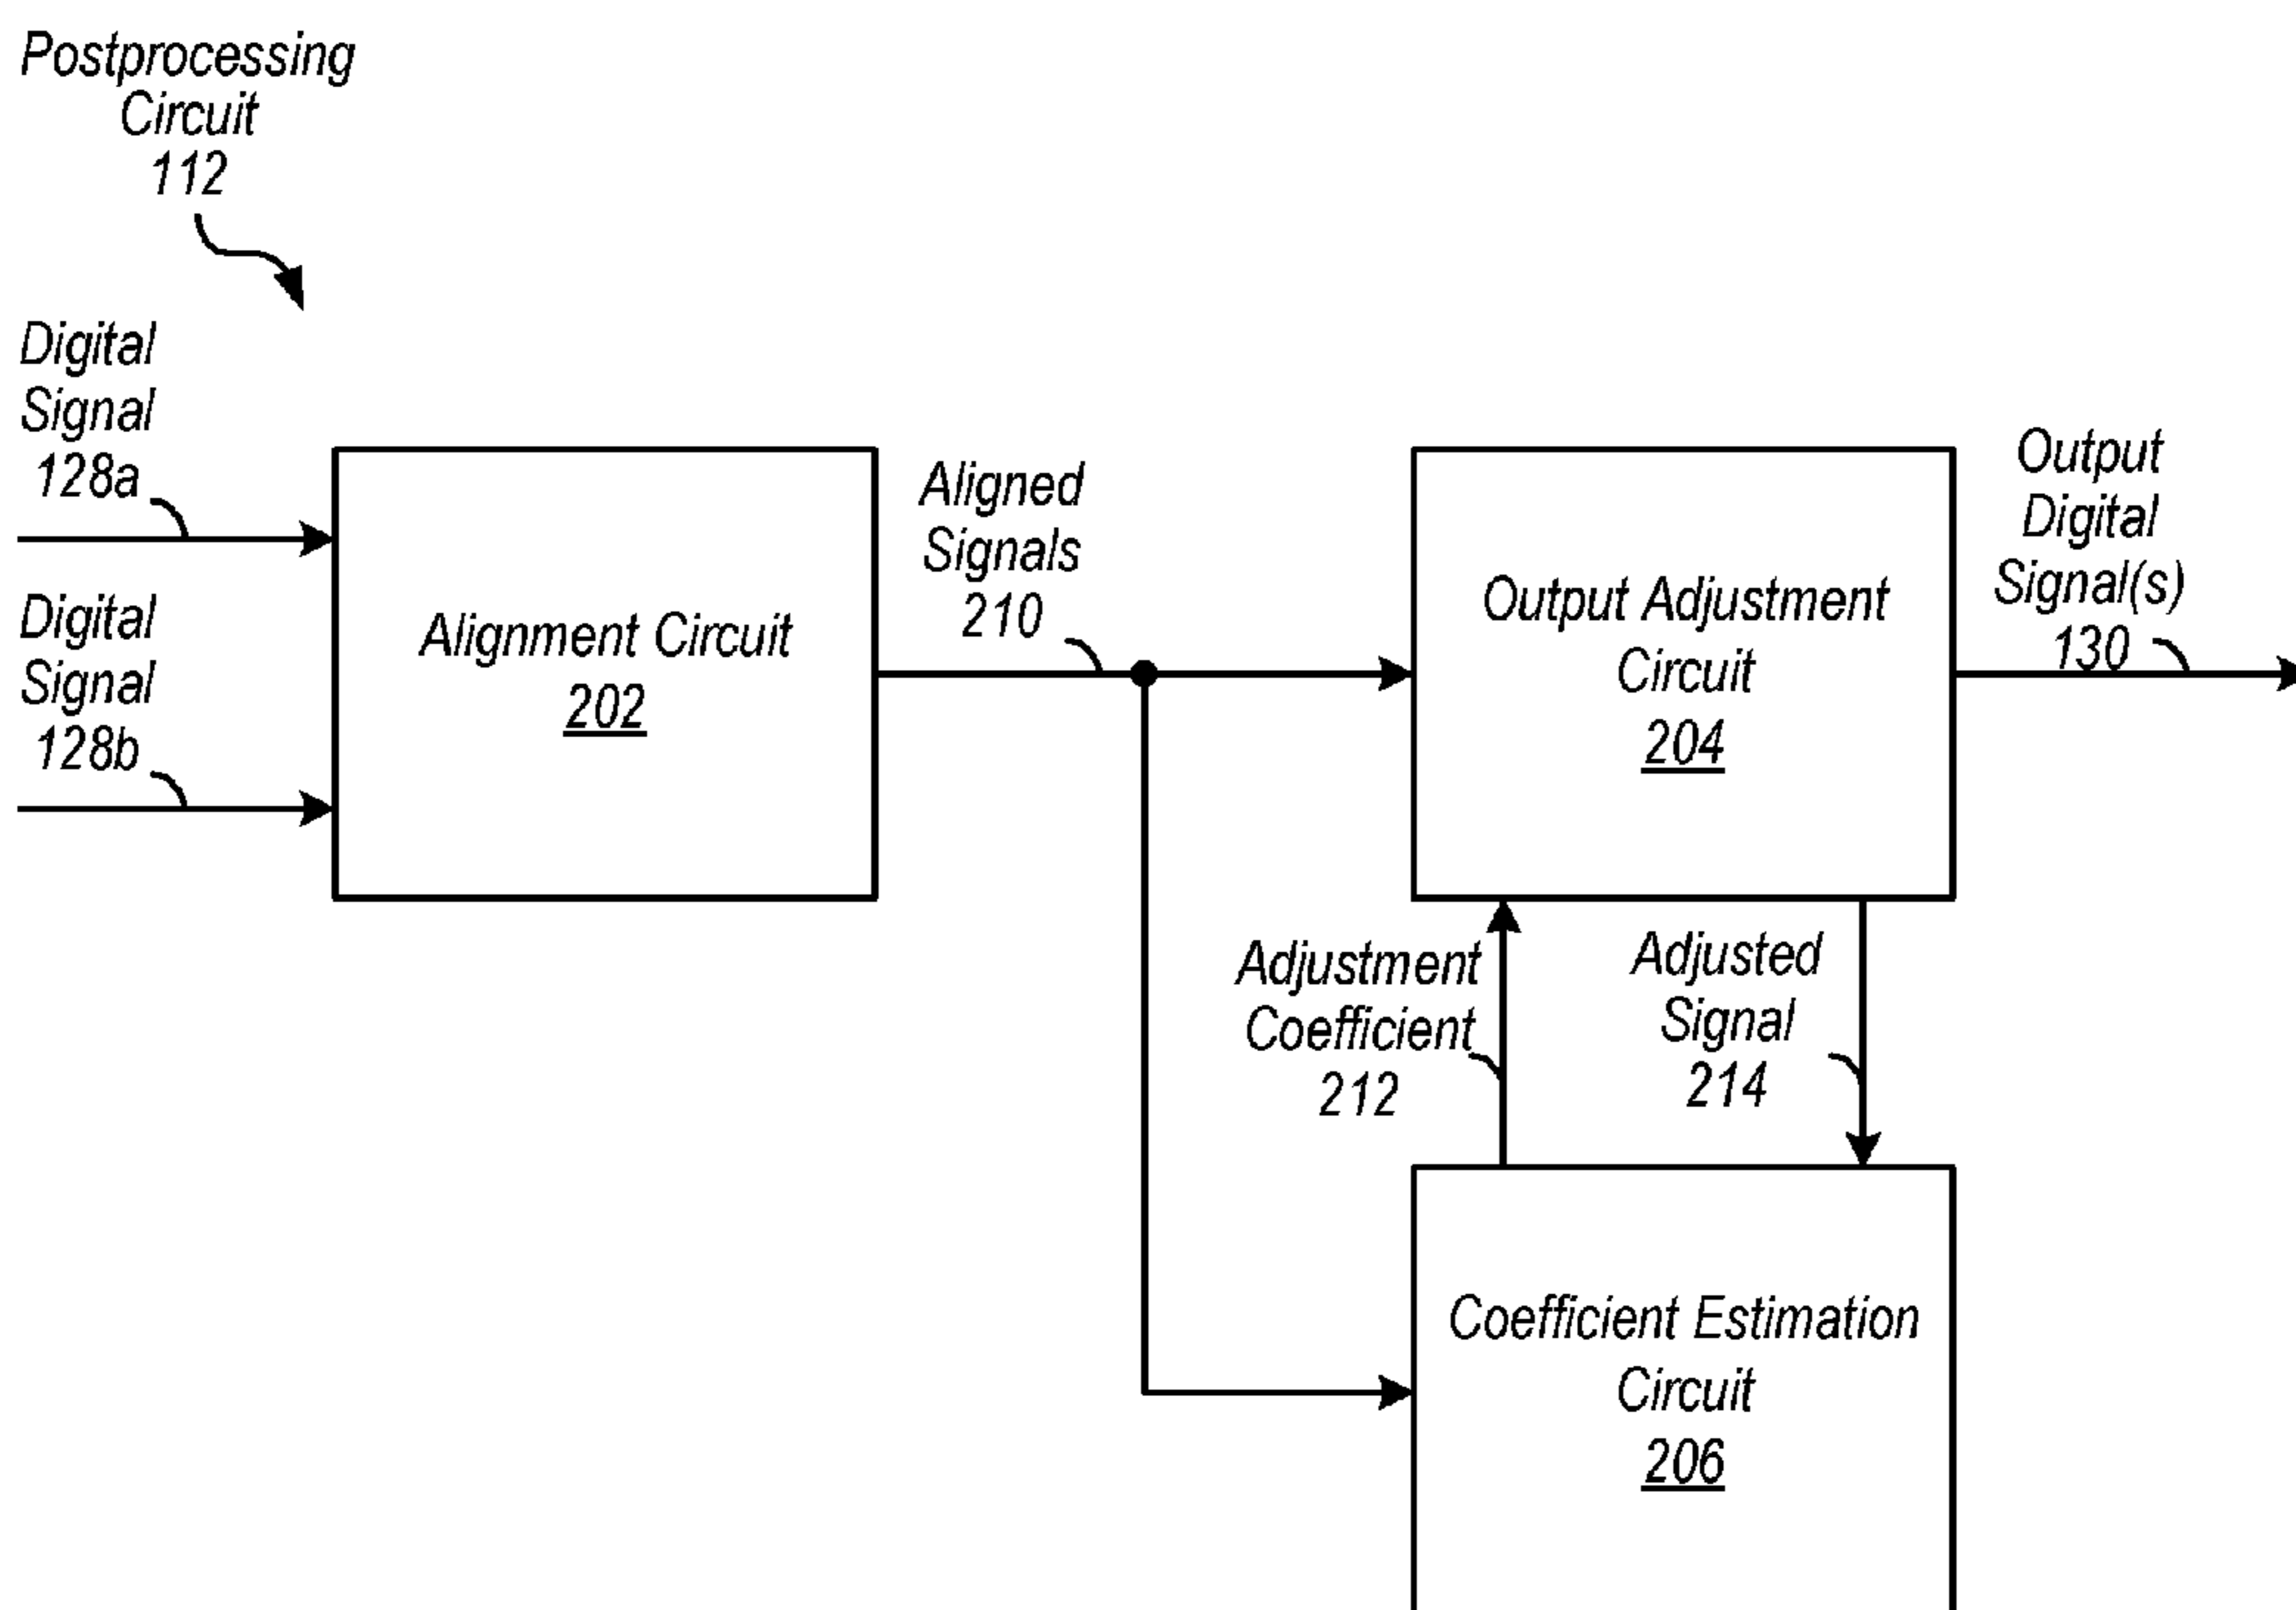 Postprocessing
Circuit
112
Digital
Signal
128a
Digital
Signal
128b
Alignment Circuit
202
Aligned
Signals
210
Output Adjustment
Circuit
204
Output
Digital
Signal(s)
130
Adjustment
Coefficient
212
Adjusted
Signal
214
Coefficient Estimation
Circuit
206